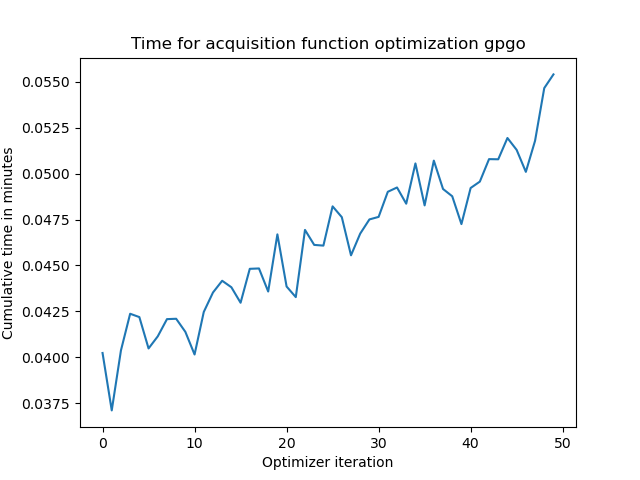 Time for acquisition function optimization gpgo
Cumulative time in minutes
0.0550
0.0525
0.0500
0.0475
0.0450
0.0425
0.0400
0.0375
0 10 20 30 40 50
Optimizer iteration